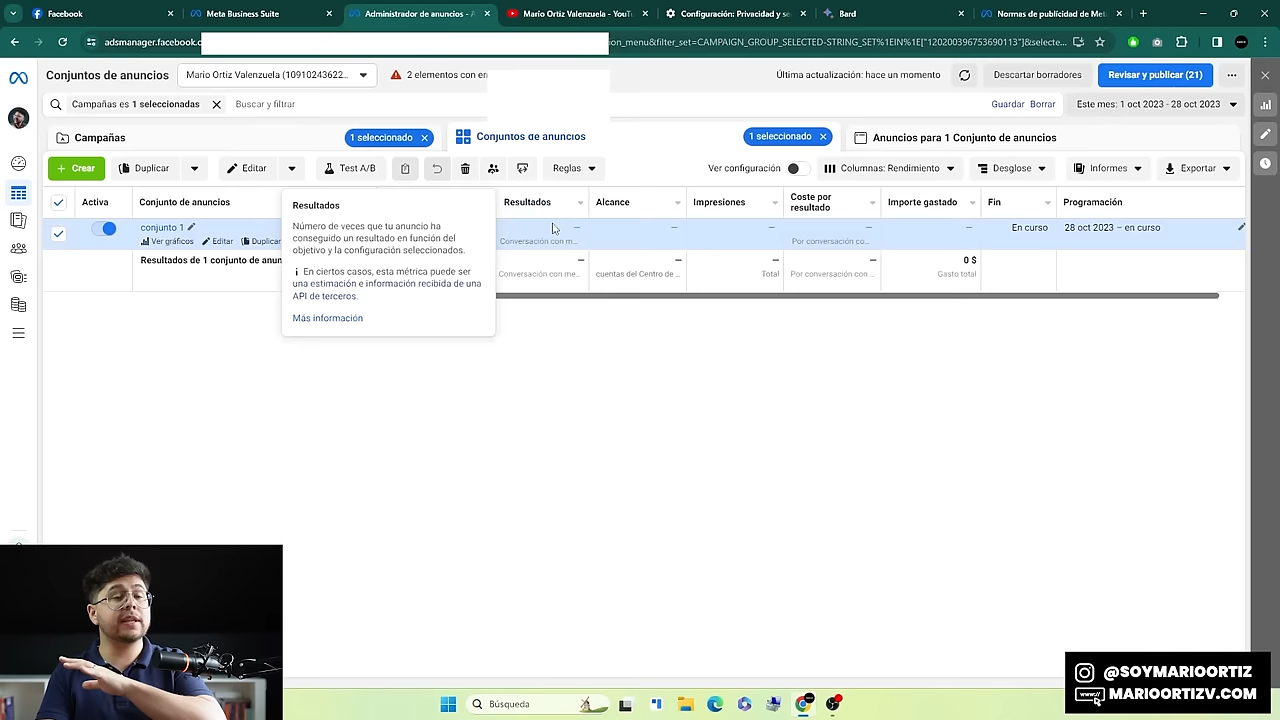 Facebook
Meta Business Suite
Administrador de anuncios - A
Mario Ortiz Valenzuela - YouTu
Configuración: Privacidad y se
Bard
Normas de publicidad de Met
adsmanager.facebook.c
on_menu&filter_set=CAMPAIGN_GROUP_SELECTED-STRING_SET%1EIN%1E["120200396753690113"]&selecte...
Conjuntos de anuncios
Mario Ortiz Valenzuela (10910243622...
2 elementos con er
Última actualización: hace un momento
Descartar borradores
Revisar y publicar (21)
Campañas es 1 seleccionadas
Buscar y filtrar
Guardar
Borrar
Este mes: 1 oct 2023 - 28 oct 2023
Campañas
1 seleccionado
Conjuntos de anuncios
1 seleccionado
Anuncios para 1 Conjunto de anuncios
+ Crear
Duplicar
Editar
Test A/B
Reglas
Ver configuración
Columnas: Rendimiento
Desglose
Informes
Exportar
Activa
Conjunto de anuncios
Resultados
Alcance
Impresiones
Coste por
resultado
Importe gastado
Fin
Programación
conjunto 1
— — — — —
En curso
28 oct 2023 – en curso
Ver gráficos
Editar
Duplicar
Conversación con m...
Por conversación cu...
Resultados de 1 conjunto de anun
— — — —
0 $
Conversación con me...
cuentas del Centro de ...
Total
Por conversación con ...
Gasto total
Resultados
Número de veces que tu anuncio ha
conseguido un resultado en función del
objetivo y la configuración seleccionados.
En ciertos casos, esta métrica puede ser
una estimación e información recibida de una
API de terceros.
Más información
@SOYMARIOORTIZ
MARIOORTIZV.COM
Búsqueda